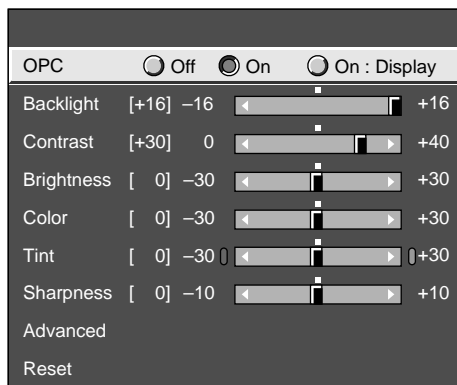 OPC Off On On : Display
Backlight [+16] –16 +16
Contrast [+30] 0 +40
Brightness [ 0] –30 +30
Color [ 0] –30 +30
Tint [ 0] –30 +30
Sharpness [ 0] –10 +10
Advanced
Reset